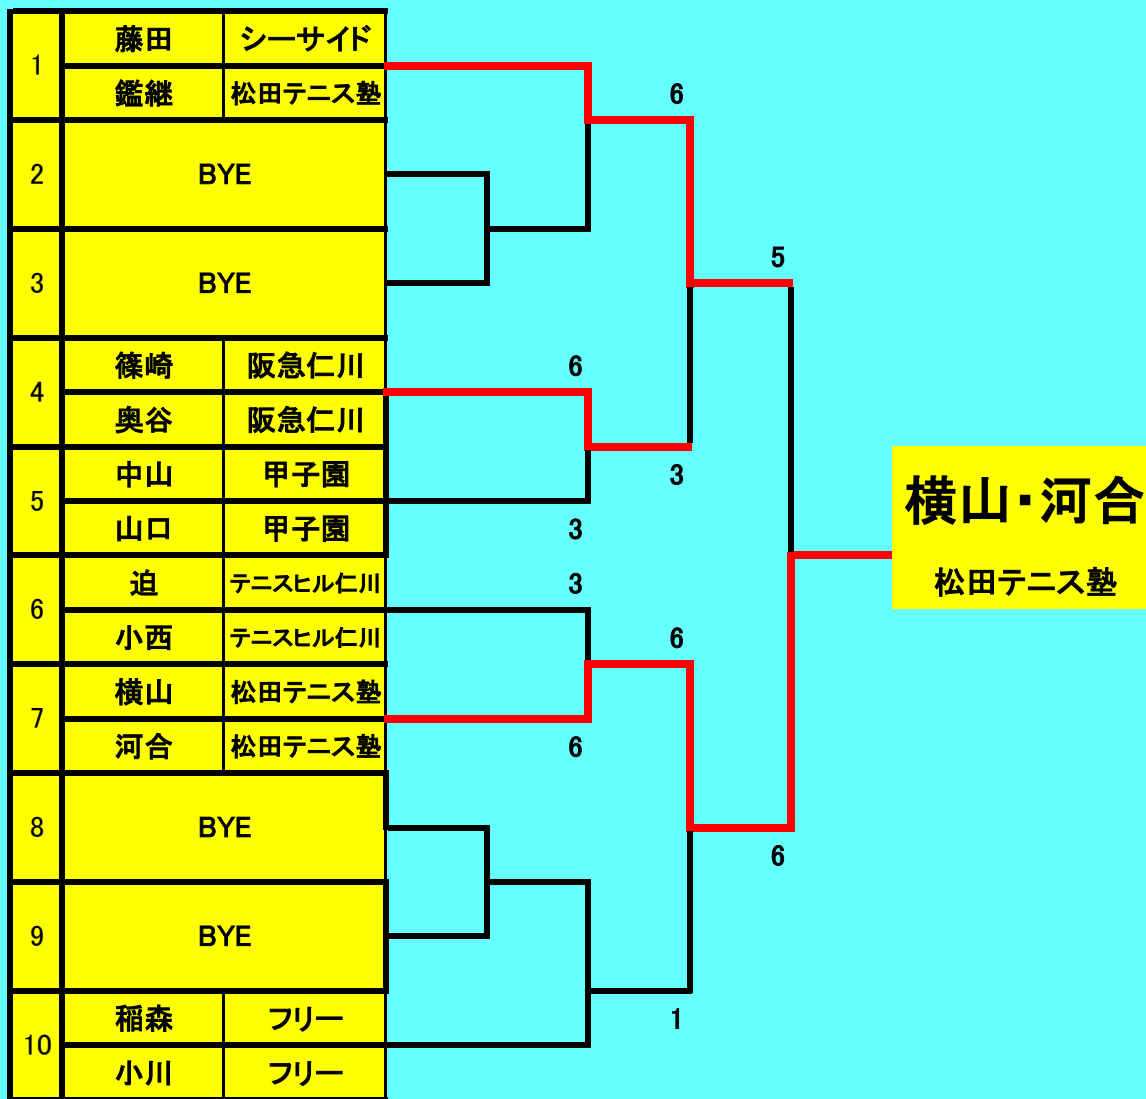 1 藤田 シーサイド
鑑継 松田テニス塾
6
2 BYE
3 BYE
5
4 篠崎 阪急仁川
奥谷 阪急仁川
6
3
5 中山 甲子園
山口 甲子園
3
横山・河合
松田テニス塾
6 迫 テニスヒル仁川
小西 テニスヒル仁川
3
6
7 横山 松田テニス塾
河合 松田テニス塾
6
8 BYE
6
9 BYE
10 稲森 フリー
小川 フリー
1